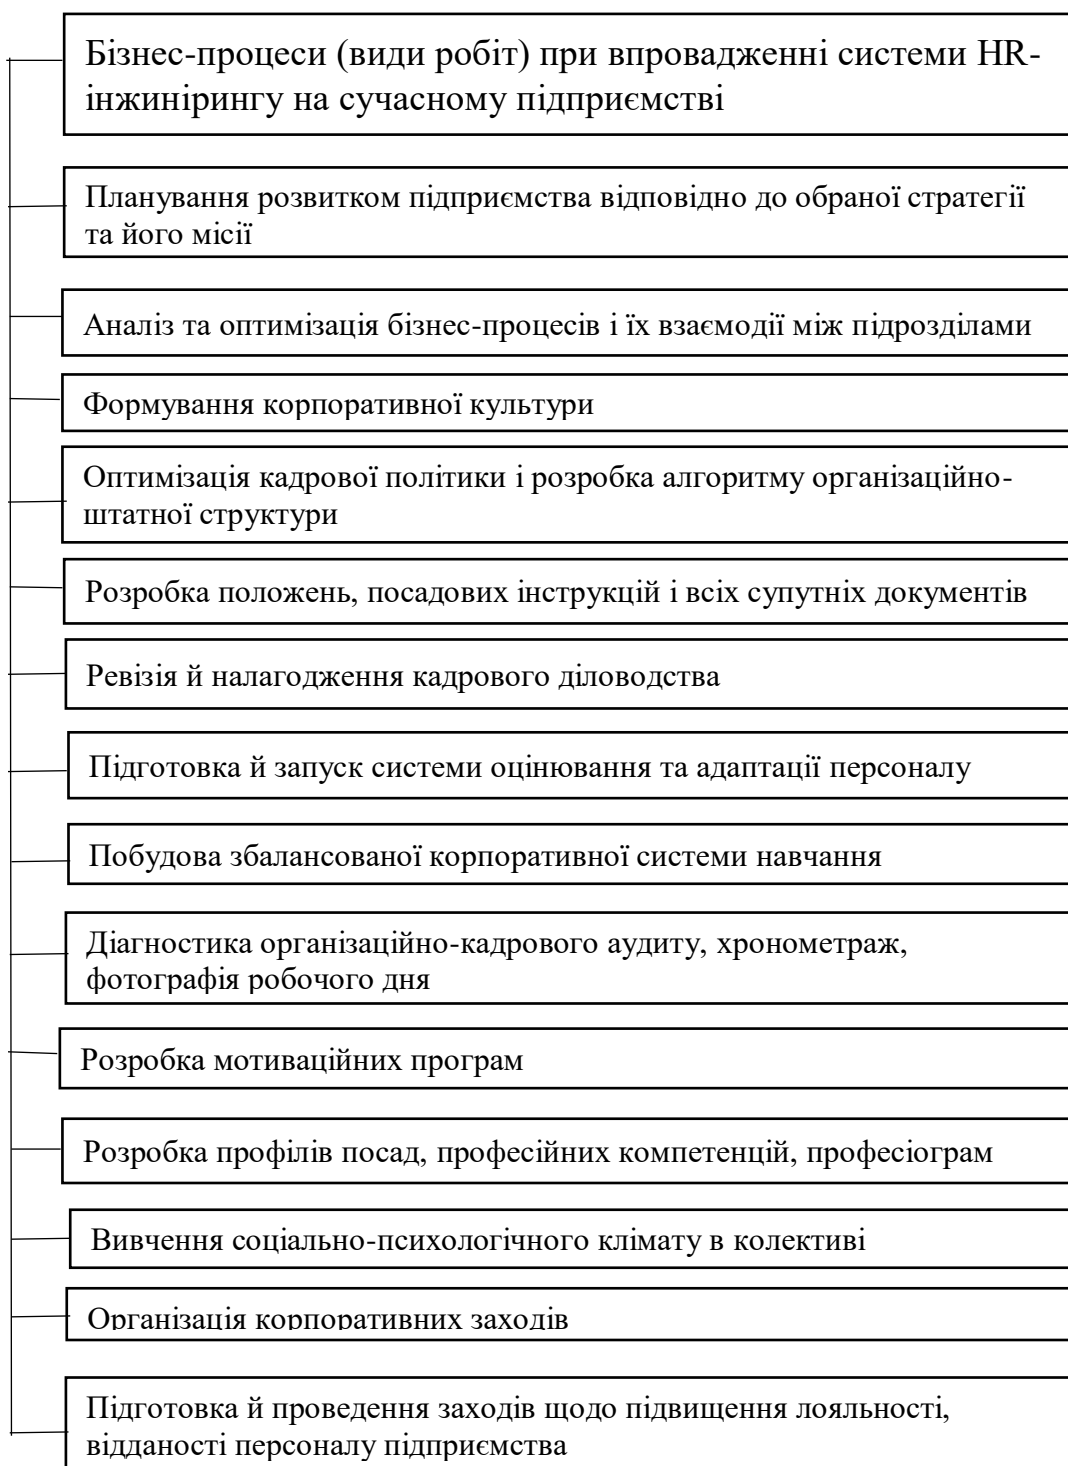 Бізнес-процеси (види робіт) при впровадженні системи HR-
інжинірингу на сучасному підприємстві
Планування розвитком підприємства відповідно до обраної стратегії
та його місії
Аналіз та оптимізація бізнес-процесів і їх взаємодії між підрозділами
Формування корпоративної культури
Оптимізація кадрової політики і розробка алгоритму організаційно-
штатної структури
Розробка положень, посадових інструкцій і всіх супутніх документів
Ревізія й налагодження кадрового діловодства
Підготовка й запуск системи оцінювання та адаптації персоналу
Побудова збалансованої корпоративної системи навчання
Діагностика організаційно-кадрового аудиту, хронометраж,
фотографія робочого дня
Розробка мотиваційних програм
Розробка профілів посад, професійних компетенцій, професіограм
Вивчення соціально-психологічного клімату в колективі
Організація корпоративних заходів
Підготовка й проведення заходів щодо підвищення лояльності,
відданості персоналу підприємства